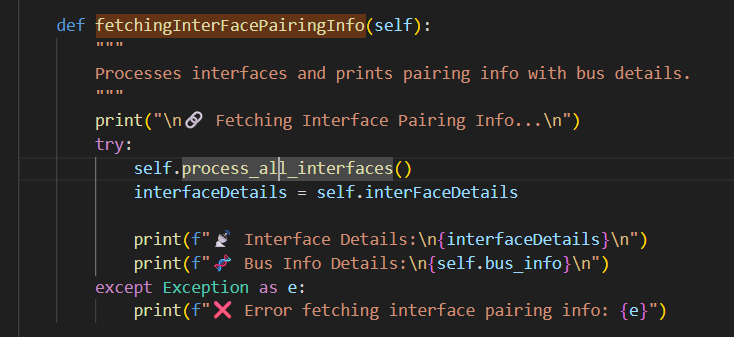 def fetchingInterFacePairingInfo(self):
"""
Processes interfaces and prints pairing info with bus details.
"""
print("\n🔗 Fetching Interface Pairing Info...\n")
try:
self.process_all_interfaces()
interfaceDetails = self.interFaceDetails
print(f"📡 Interface Details:\n{interfaceDetails}\n")
print(f"🧬 Bus Info Details:\n{self.bus_info}\n")
except Exception as e:
print(f"❌ Error fetching interface pairing info: {e}")